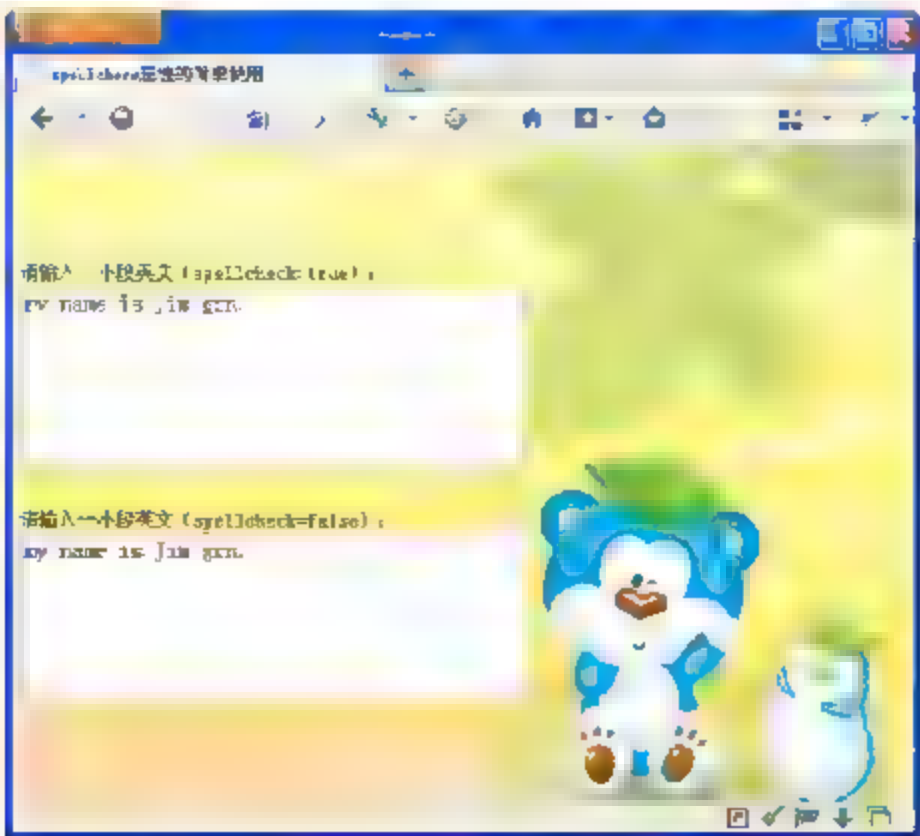 spellcheck属性的简单使用
请输入一小段英文(spellcheck=true):
my name is Jim
请输入一小段英文(spellcheck=false):
my name is Jim